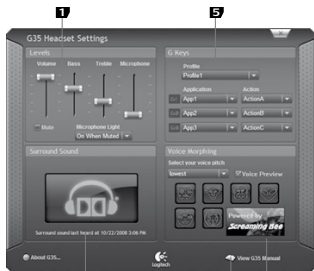 1
5
G35 Headset Settings
Levels
Volume Bass Treble Microphone
Mute
Microphone Light
On When Muted
G Keys
Profile
Profile1
Application Action
App1 ActionA
App2 ActionB
App3 ActionC
Surround Sound
Surround sound last heard at 10/22/2008 3:06 PM
Voice Morphing
Select your voice pitch
lowest
Voice Preview
Powered by
Screaming Bee
About G35...
Logitech
View G35 Manual